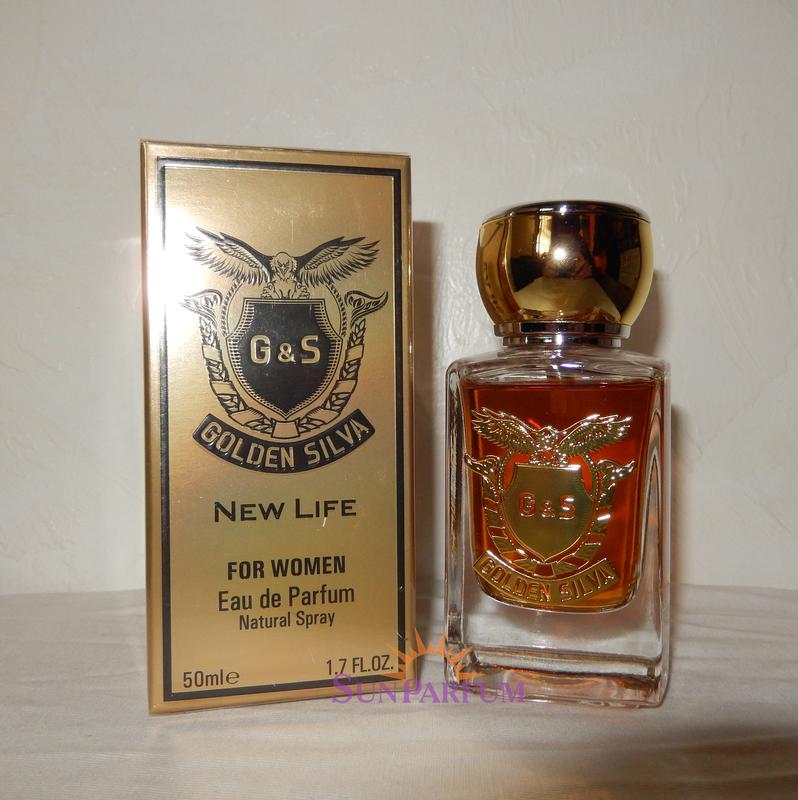 G & S
GOLDEN SILVA
NEW LIFE
FOR WOMEN
Eau de Parfum
Natural Spray
50ml℮
1.7 FL.OZ.
G & S
GOLDEN SILVA
SUNPARFUM